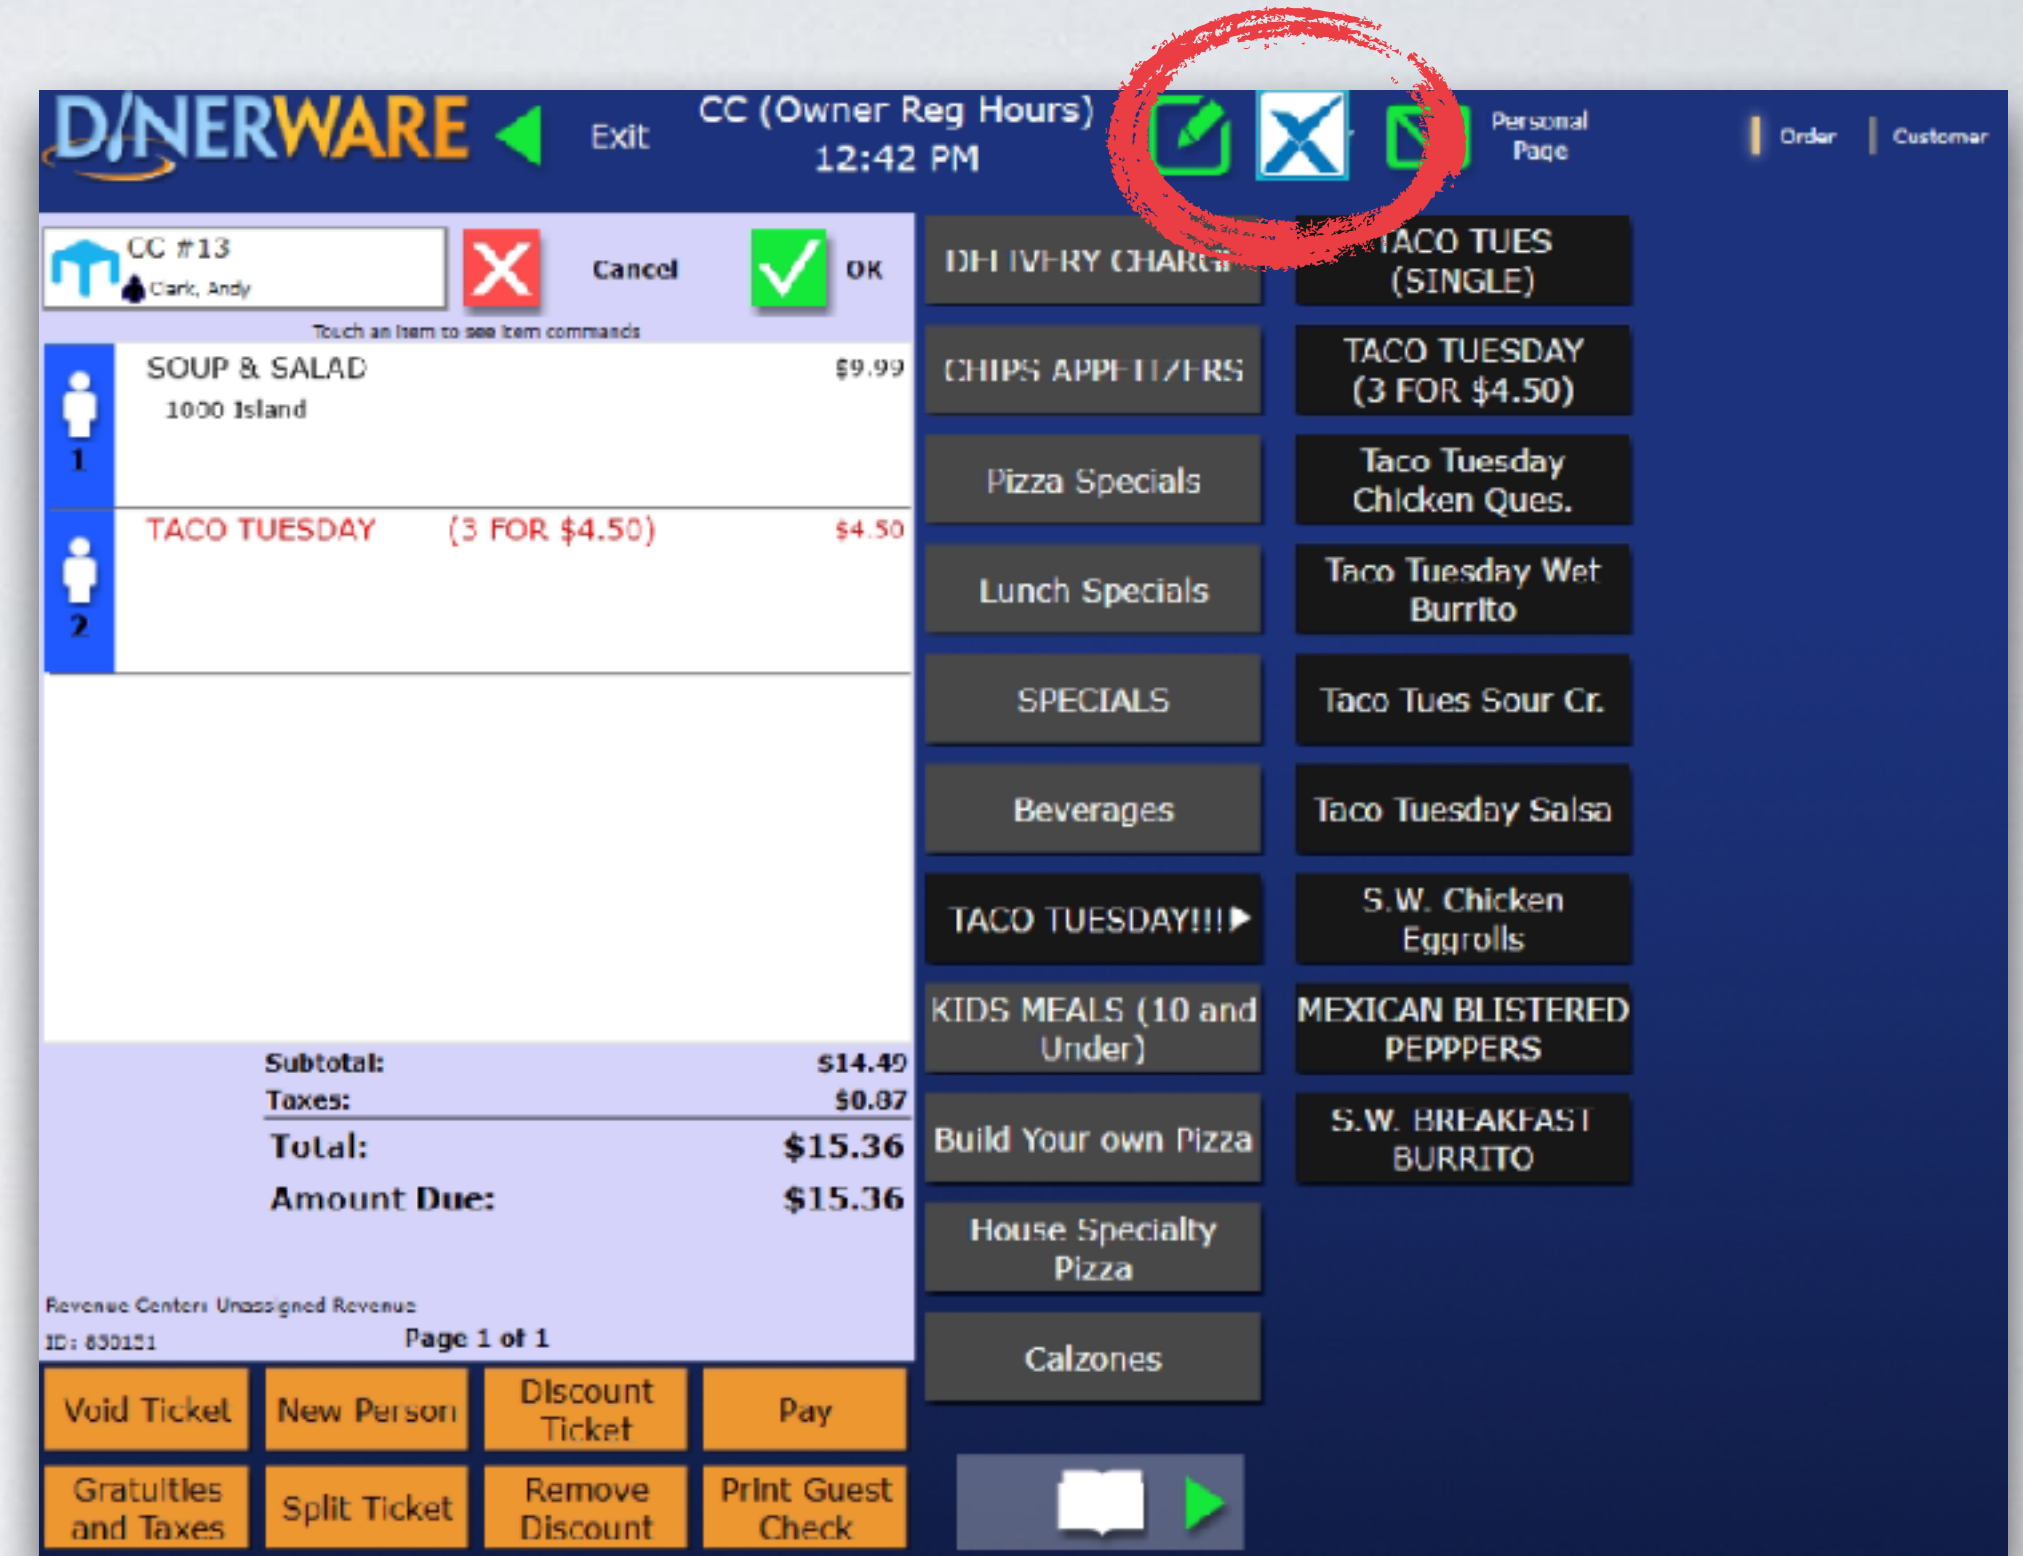 DINERWARE
Exit
CC (Owner Reg Hours)
12:42 PM
Personal
Page
Order
Customer
CC #13
Clark, Andy
Cancel
OK
Touch an item to see item commands
SOUP & SALAD $9.99
1000 Island
1
TACO TUESDAY (3 FOR $4.50) $4.50
2
Subtotal: $14.49
Taxes: $0.87
Total: $15.36
Amount Due: $15.36
Revenue Center: Unassigned Revenue
Page 1 of 1
Void Ticket
New Person
Discount
Ticket
Pay
Gratuities
and Taxes
Split Ticket
Remove
Discount
Print Guest
Check
DELIVERY CHARGE
CHIPS APPETIZERS
Pizza Specials
Lunch Specials
SPECIALS
Beverages
TACO TUESDAY!!!
KIDS MEALS (10 and
Under)
Build Your own Pizza
House Specialty
Pizza
Calzones
TACO TUES
(SINGLE)
TACO TUESDAY
(3 FOR $4.50)
Taco Tuesday
Chicken Ques.
Taco Tuesday Wet
Burrito
Taco Tues Sour Cr.
Taco Tuesday Salsa
S.W. Chicken
Eggrolls
MEXICAN BLISTERED
PEPPPERS
S.W. BREAKFAST
BURRITO